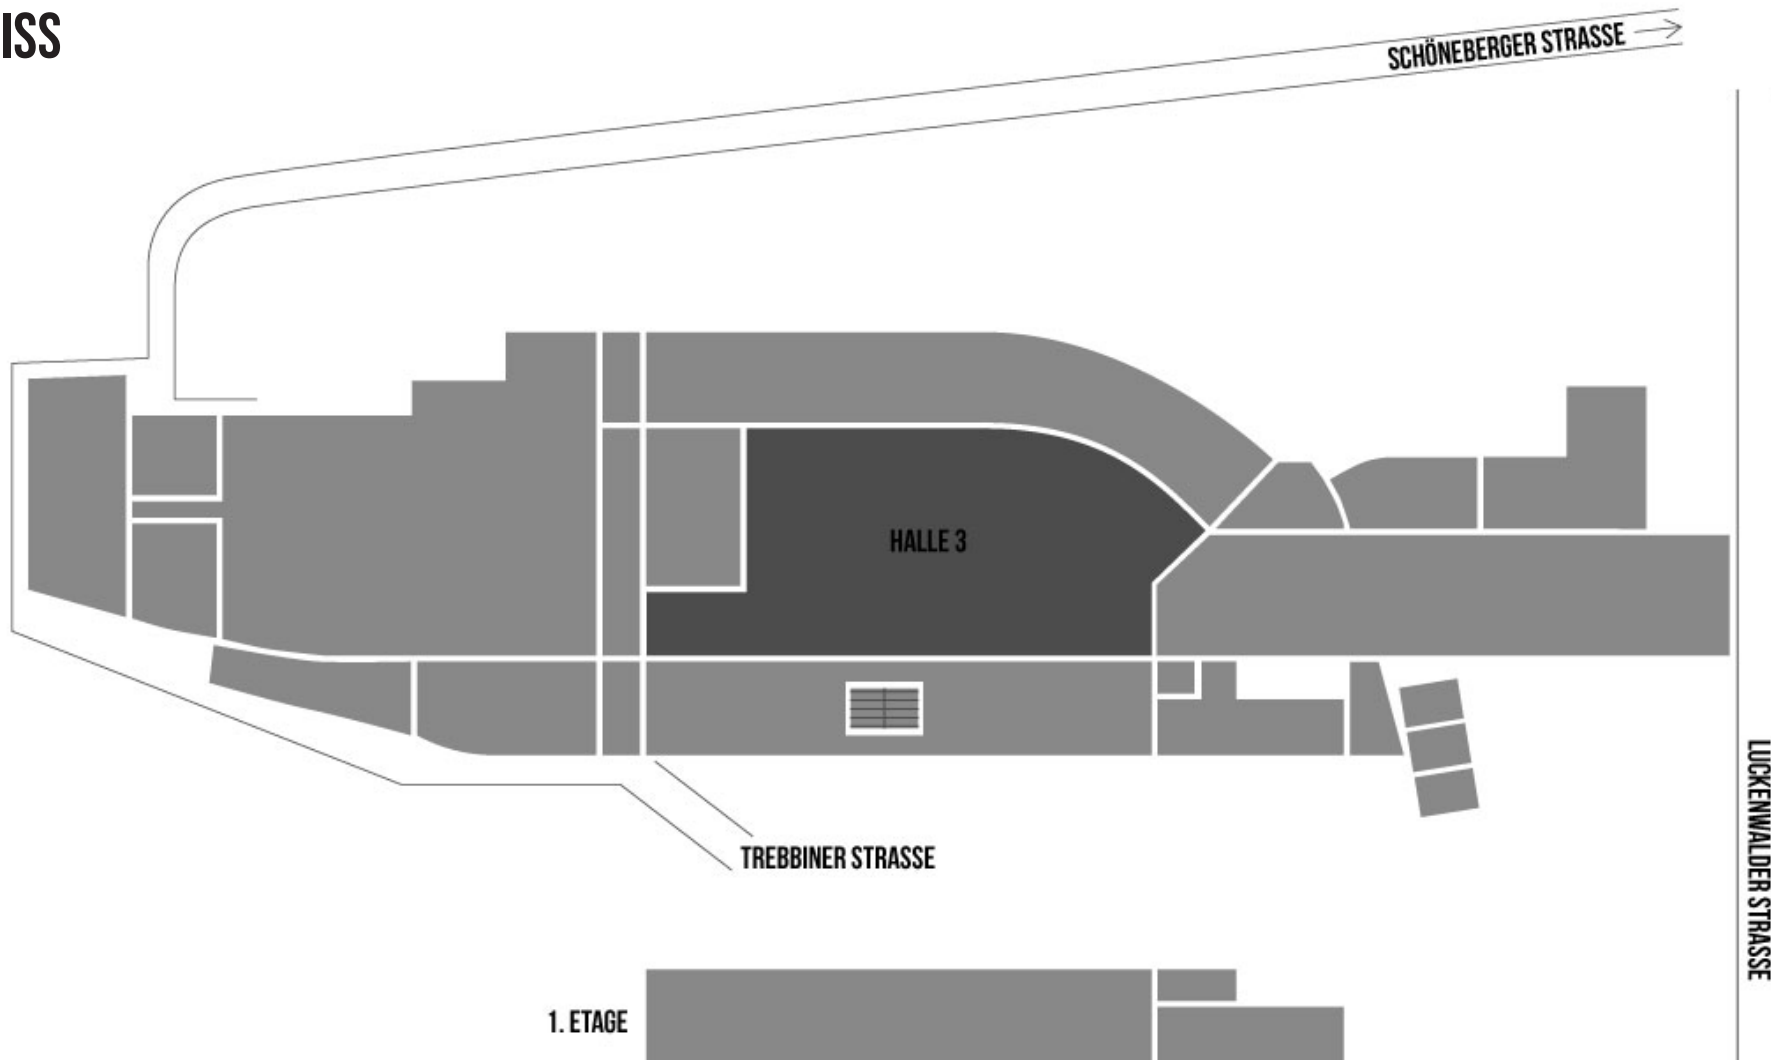 ISS
SCHÖNEBERGER STRASSE
HALLE 3
TREBBINER STRASSE
LUCKENWALDER STRASSE
1. ETAGE